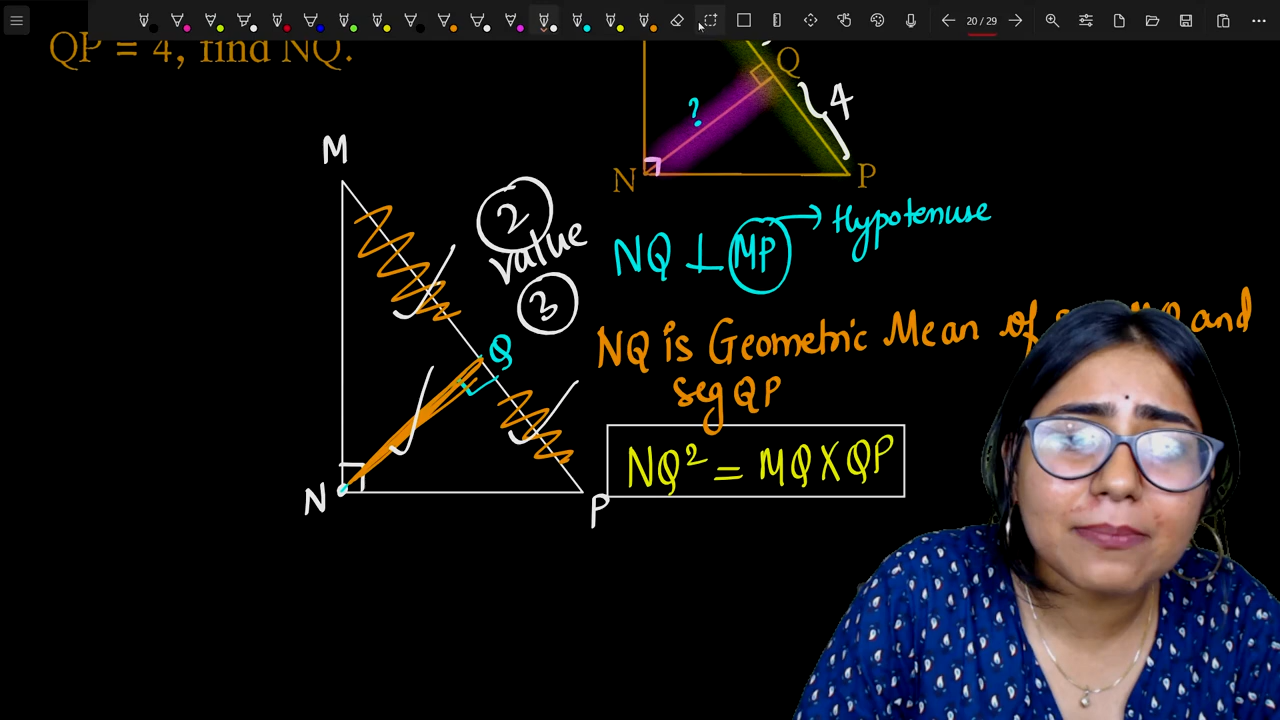 20 / 29
QP = 4, find NQ.
Q
4
?
N
P
M
2
value
3
NQ ⊥ MP → Hypotenuse
Q
NQ is Geometric Mean of MQ and
seg QP
NQ² = MQ X QP
N
P